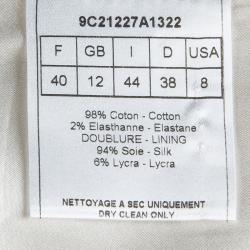 9C21227A1322
F GB I D USA
40 12 44 38 8
98% Coton - Cotton
2% Elasthanne - Elastane
DOUBLURE - LINING
94% Soie - Silk
6% Lycra - Lycra
NETTOYAGE A SEC UNIQUEMENT
DRY CLEAN ONLY